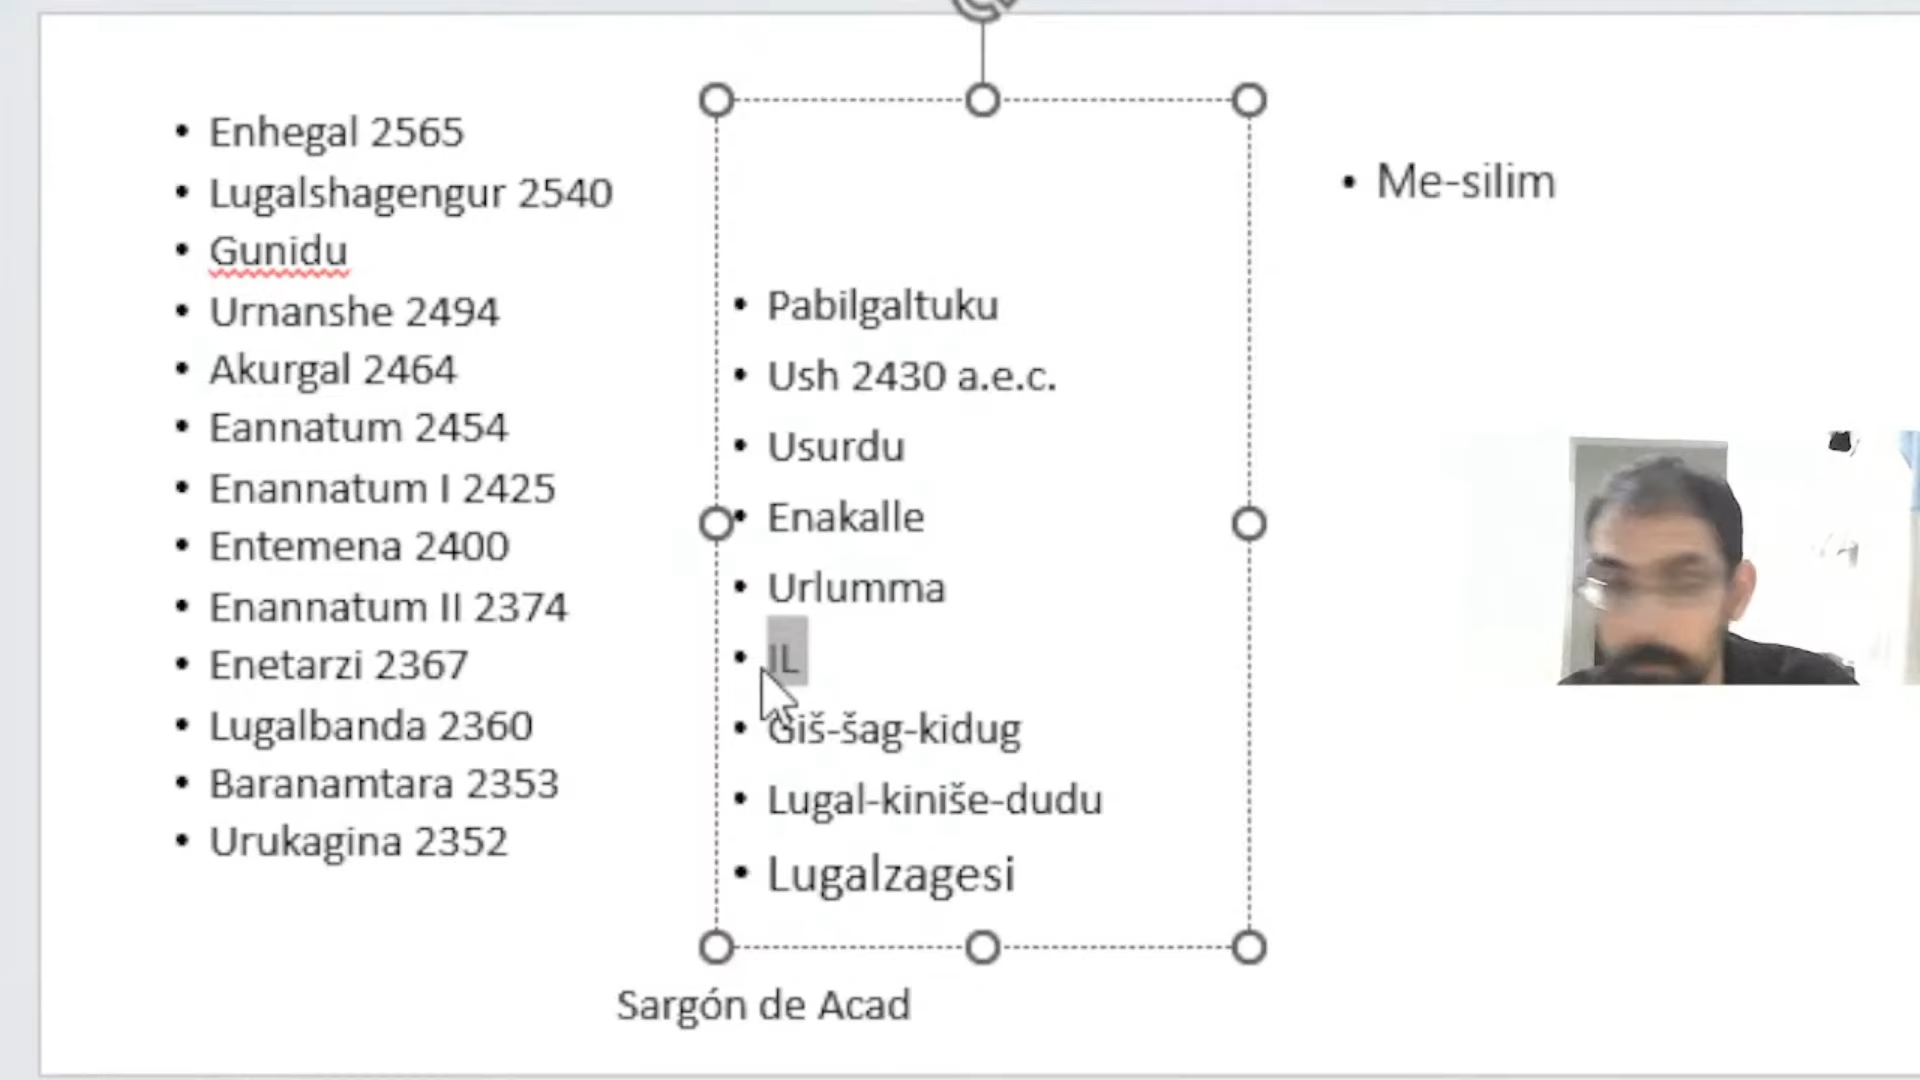 • Enhegal 2565
• Lugalshagengur 2540
• Gunidu
• Urnanshe 2494
• Akurgal 2464
• Eannatum 2454
• Enannatum I 2425
• Entemena 2400
• Enannatum II 2374
• Enetarzi 2367
• Lugalbanda 2360
• Baranamtara 2353
• Urukagina 2352
• Pabilgaltuku
• Ush 2430 a.e.c.
• Usurdu
• Enakalle
• Urlumma
• IL
• Giš-šag-kidug
• Lugal-kiniše-dudu
• Lugalzagesi
• Me-silim
Sargón de Acad